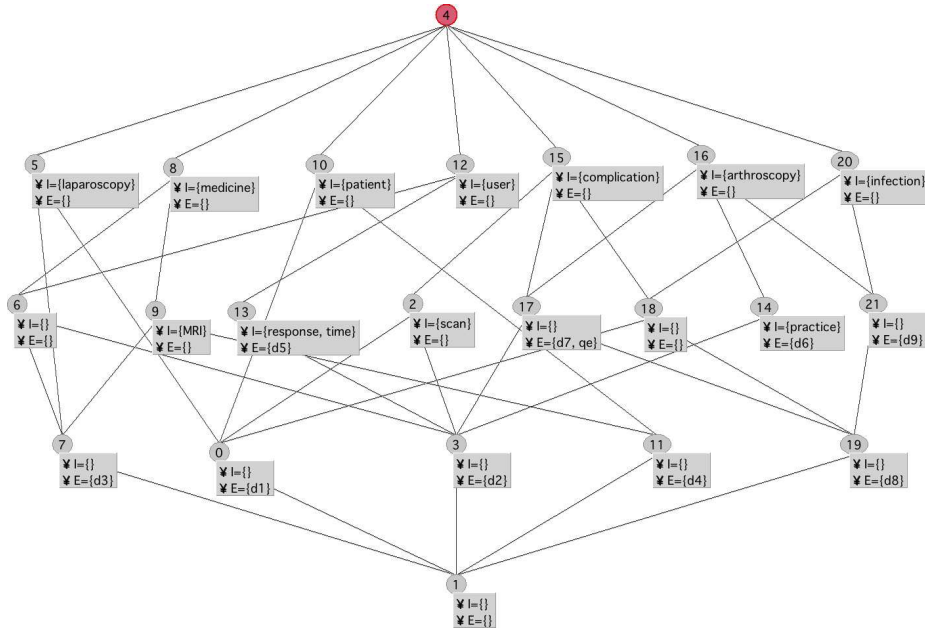 4
5
¥ I={laparoscopy}
¥ E={}
8
¥ I={medicine}
¥ E={}
10
¥ I={patient}
¥ E={}
12
¥ I={user}
¥ E={}
15
¥ I={complication}
¥ E={}
16
¥ I={arthroscopy}
¥ E={}
20
¥ I={infection}
¥ E={}
6
¥ I={}
¥ E={}
9
¥ I={MRI}
¥ E={}
13
¥ I={response, time}
¥ E={d5}
2
¥ I={scan}
¥ E={}
17
¥ I={}
¥ E={d7, qe}
18
¥ I={}
¥ E={}
14
¥ I={practice}
¥ E={d6}
21
¥ I={}
¥ E={d9}
7
¥ I={}
¥ E={d3}
0
¥ I={}
¥ E={d1}
3
¥ I={}
¥ E={d2}
11
¥ I={}
¥ E={d4}
19
¥ I={}
¥ E={d8}
1
¥ I={}
¥ E={}